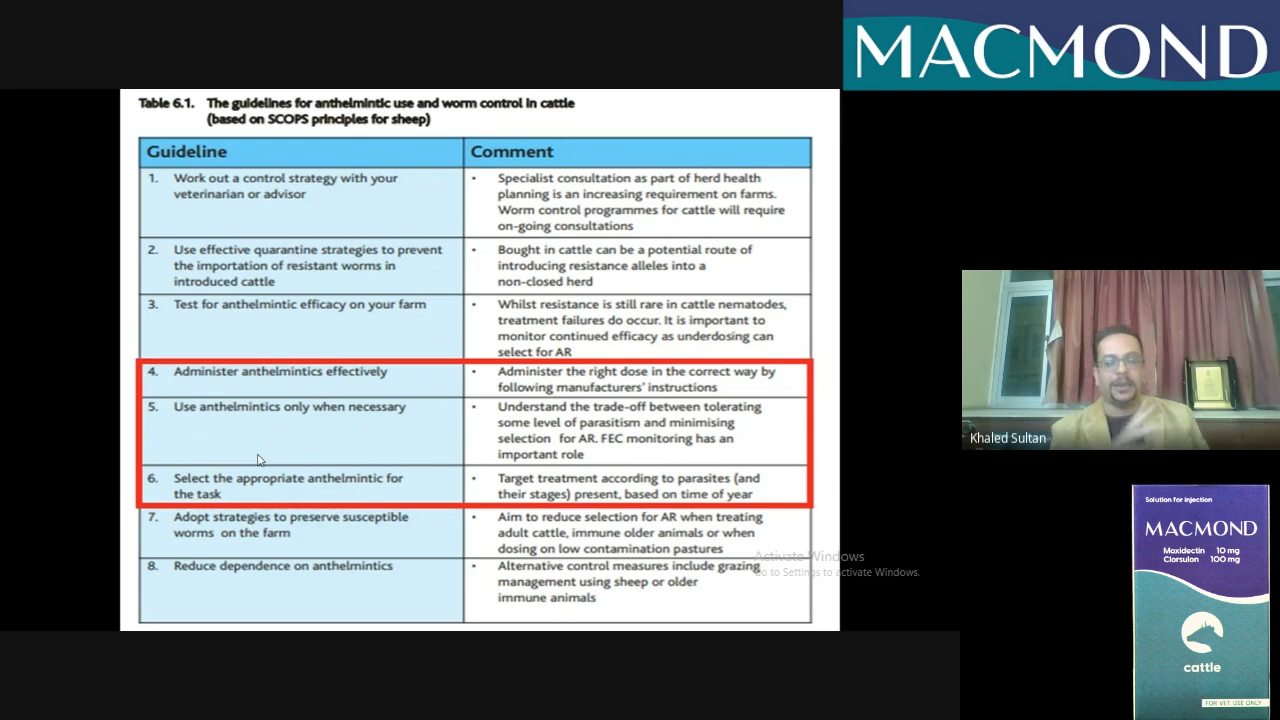 MACMOND
Table 6.1. The guidelines for anthelmintic use and worm control in cattle
(based on SCOPS principles for sheep)
Guideline
Comment
1. Work out a control strategy with your
veterinarian or advisor
• Specialist consultation as part of herd health
planning is an increasing requirement on farms.
Worm control programmes for cattle will require
on-going consultations
2. Use effective quarantine strategies to prevent
the importation of resistant worms in
introduced cattle
• Bought in cattle can be a potential route of
introducing resistance alleles into a
non-closed herd
3. Test for anthelmintic efficacy on your farm
• Whilst resistance is still rare in cattle nematodes,
treatment failures do occur. It is important to
monitor continued efficacy as underdosing can
select for AR
4. Administer anthelmintics effectively
• Administer the right dose in the correct way by
following manufacturers' instructions
5. Use anthelmintics only when necessary
• Understand the trade-off between tolerating
some level of parasitism and minimising
selection for AR. FEC monitoring has an
important role
6. Select the appropriate anthelmintic for
the task
• Target treatment according to parasites (and
their stages) present, based on time of year
7. Adopt strategies to preserve susceptible
worms on the farm
• Aim to reduce selection for AR when treating
adult cattle, immune older animals or when
dosing on low contamination pastures
8. Reduce dependence on anthelmintics
• Alternative control measures include grazing
management using sheep or older
immune animals
Activate Windows
Go to Settings to activate Windows.
Khaled Sultan
Solution for injection
MACMOND
Moxidectin 10 mg
Clorsulon 100 mg
cattle
FOR VET. USE ONLY